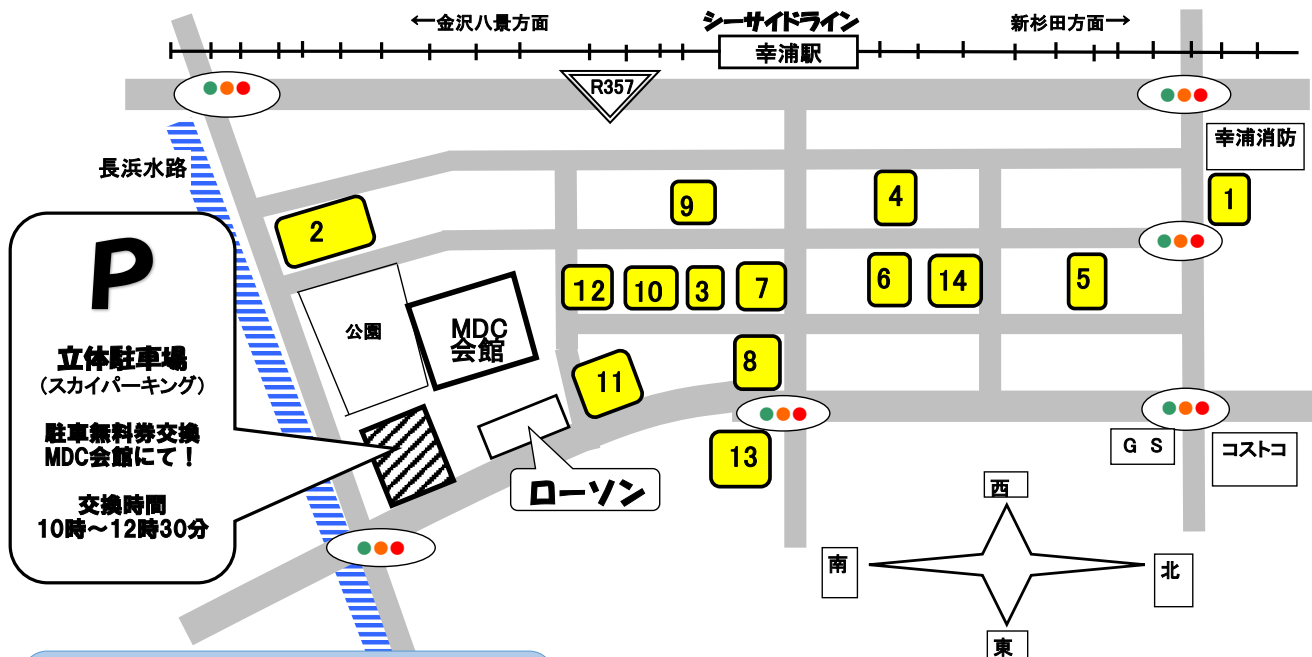 ←金沢八景方面
シーサイドライン
新杉田方面→
幸浦駅
R357
幸浦消防
長浜水路
1
2
9
4
P
立体駐車場
(スカイパーキング)
駐車無料券交換
MDC会館にて！
交換時間
10時～12時30分
12
10
3
7
6
14
5
公園
MDC
会館
11
8
13
ローソン
ＧＳ
コストコ
西
南
北
東